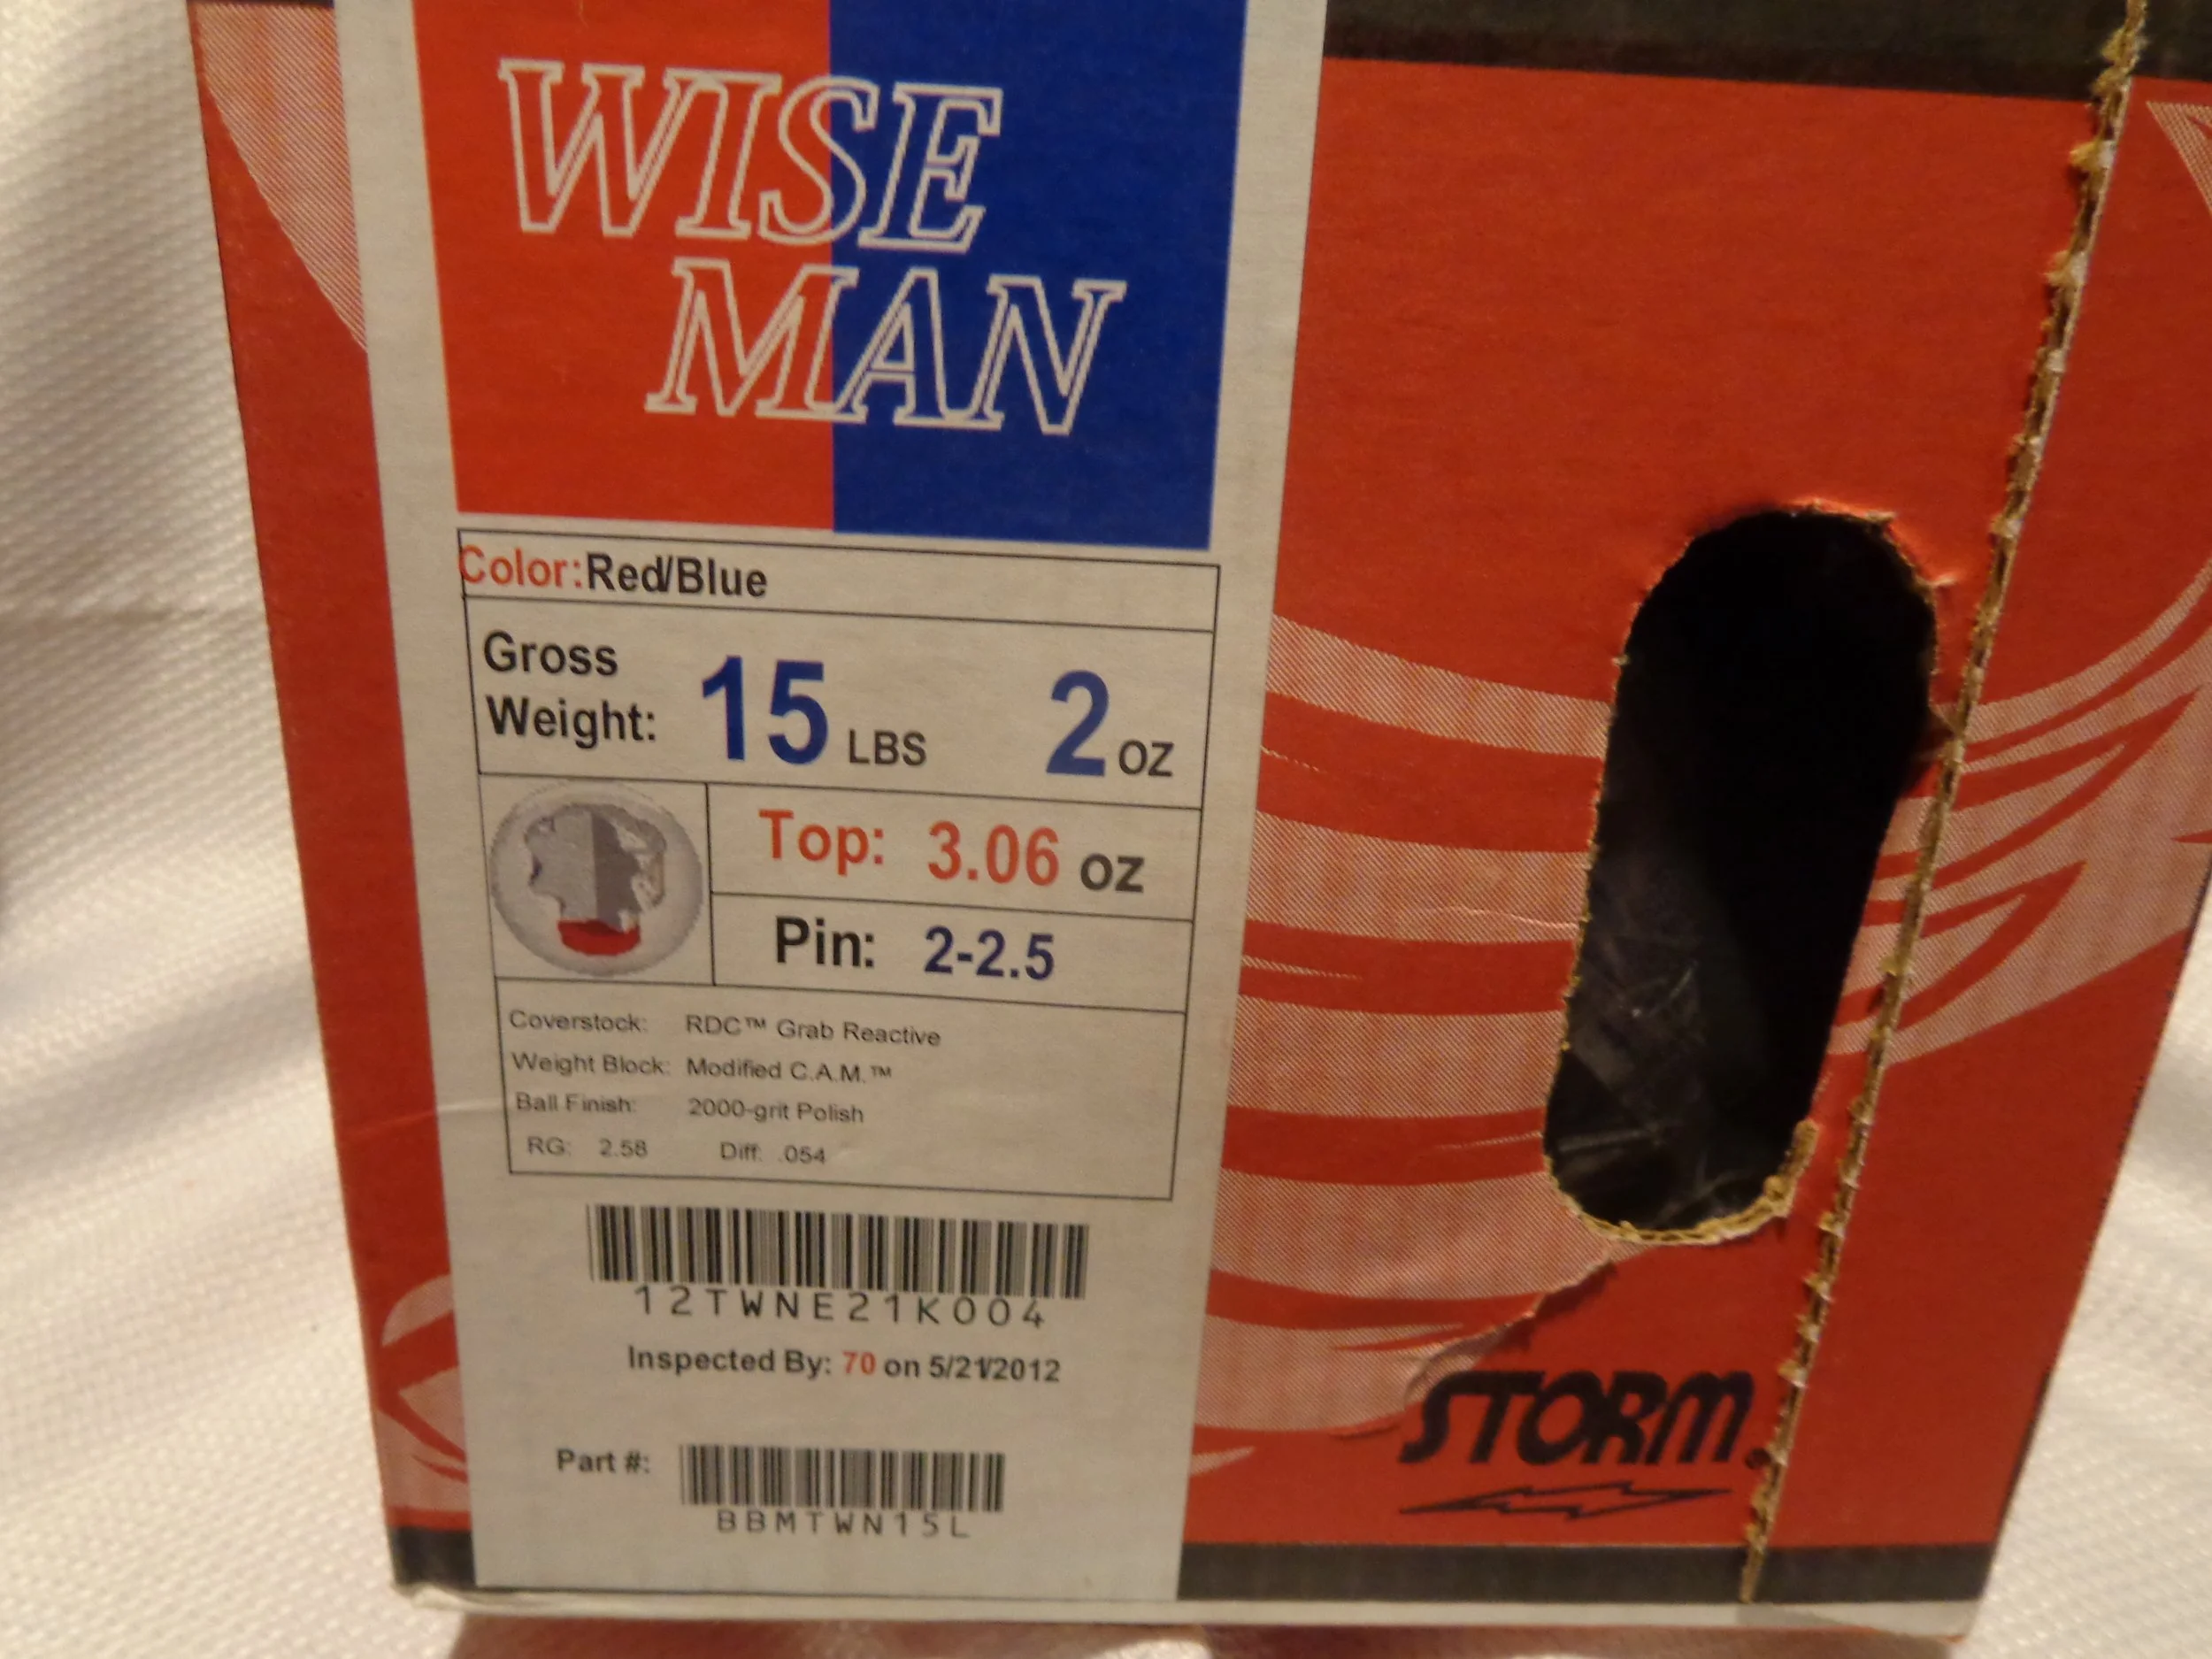 WISE
MAN
Color:Red/Blue
Gross
Weight: 15 LBS 2 oz
Top: 3.06 oz
Pin: 2-2.5
Coverstock: RDC™ Grab Reactive
Weight Block: Modified C.A.M.™
Ball Finish: 2000-grit Polish
RG: 2.58 Diff: .054
12TWNE21K004
Inspected By: 70 on 5/21/2012
Part #:
BBMTWN15L
STORM®